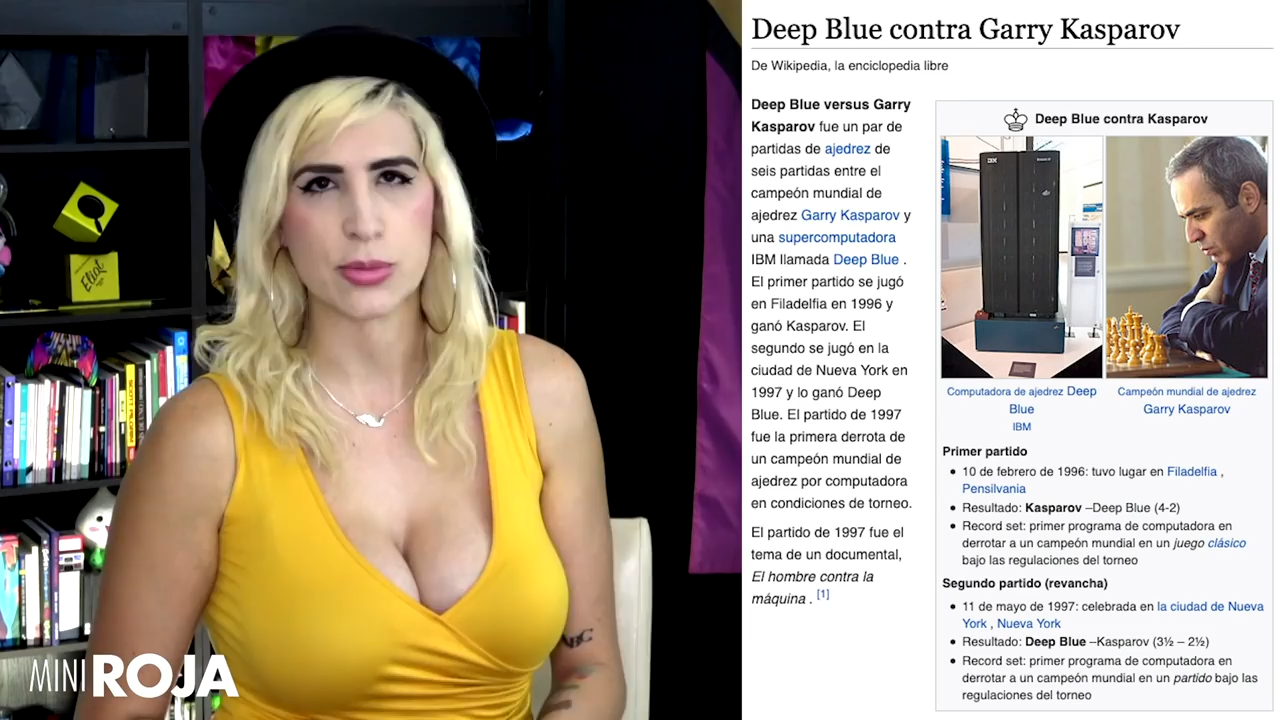 Deep Blue contra Garry Kasparov
De Wikipedia, la enciclopedia libre
Deep Blue versus Garry
Kasparov fue un par de
partidas de ajedrez de
seis partidas entre el
campeón mundial de
ajedrez Garry Kasparov y
una supercomputadora
IBM llamada Deep Blue .
El primer partido se jugó
en Filadelfia en 1996 y
ganó Kasparov. El
segundo se jugó en la
ciudad de Nueva York en
1997 y lo ganó Deep
Blue. El partido de 1997
fue la primera derrota de
un campeón mundial de
ajedrez por computadora
en condiciones de torneo.
El partido de 1997 fue el
tema de un documental,
El hombre contra la
máquina . [1]
Deep Blue contra Kasparov
IBM
Computadora de ajedrez Deep
Blue
IBM
Campeón mundial de ajedrez
Garry Kasparov
Primer partido
• 10 de febrero de 1996: tuvo lugar en Filadelfia ,
Pensilvania
• Resultado: Kasparov –Deep Blue (4-2)
• Record set: primer programa de computadora en
derrotar a un campeón mundial en un juego clásico
bajo las regulaciones del torneo
Segundo partido (revancha)
• 11 de mayo de 1997: celebrada en la ciudad de Nueva
York , Nueva York
• Resultado: Deep Blue –Kasparov (3½ – 2½)
• Record set: primer programa de computadora en
derrotar a un campeón mundial en un partido bajo las
regulaciones del torneo
Eliot
SCOTT PILGRIM
ABC
MINI ROJA